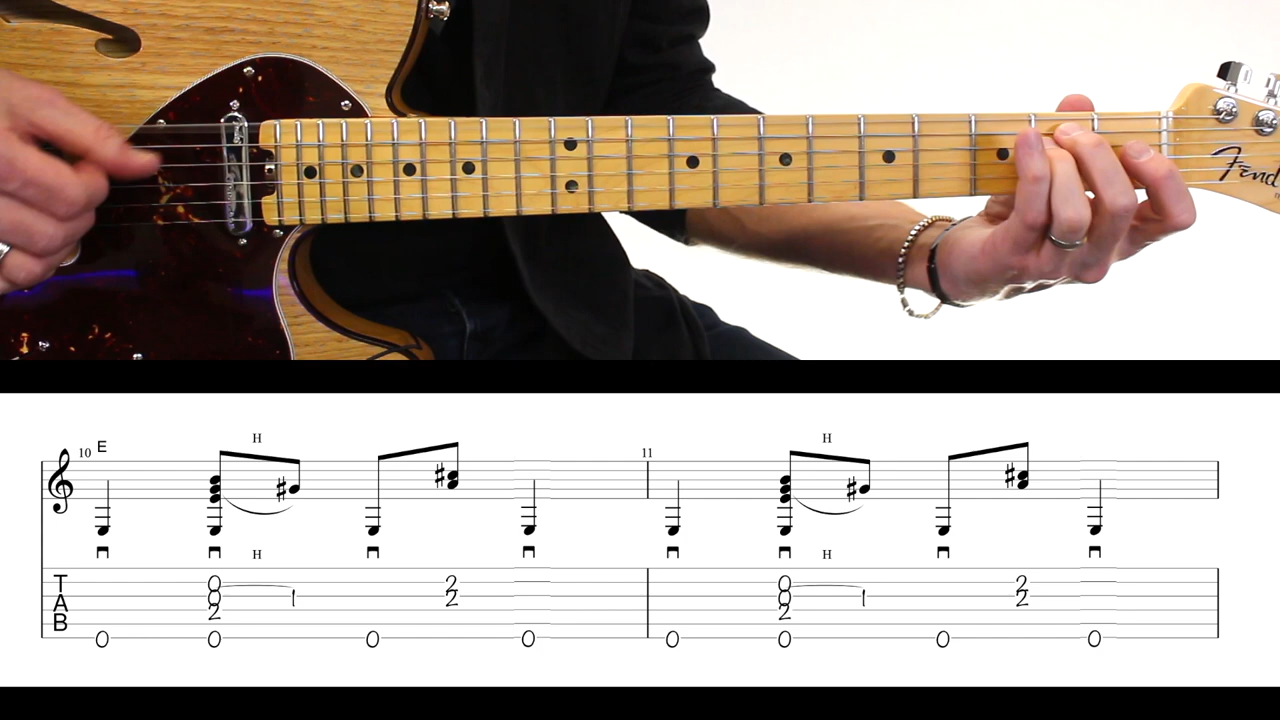 Fend
10 E H 11 H
H H
T 0 2 0 2
A 0 1 2 0 1 2
2 2
B
0 0 0 0 0 0 0 0